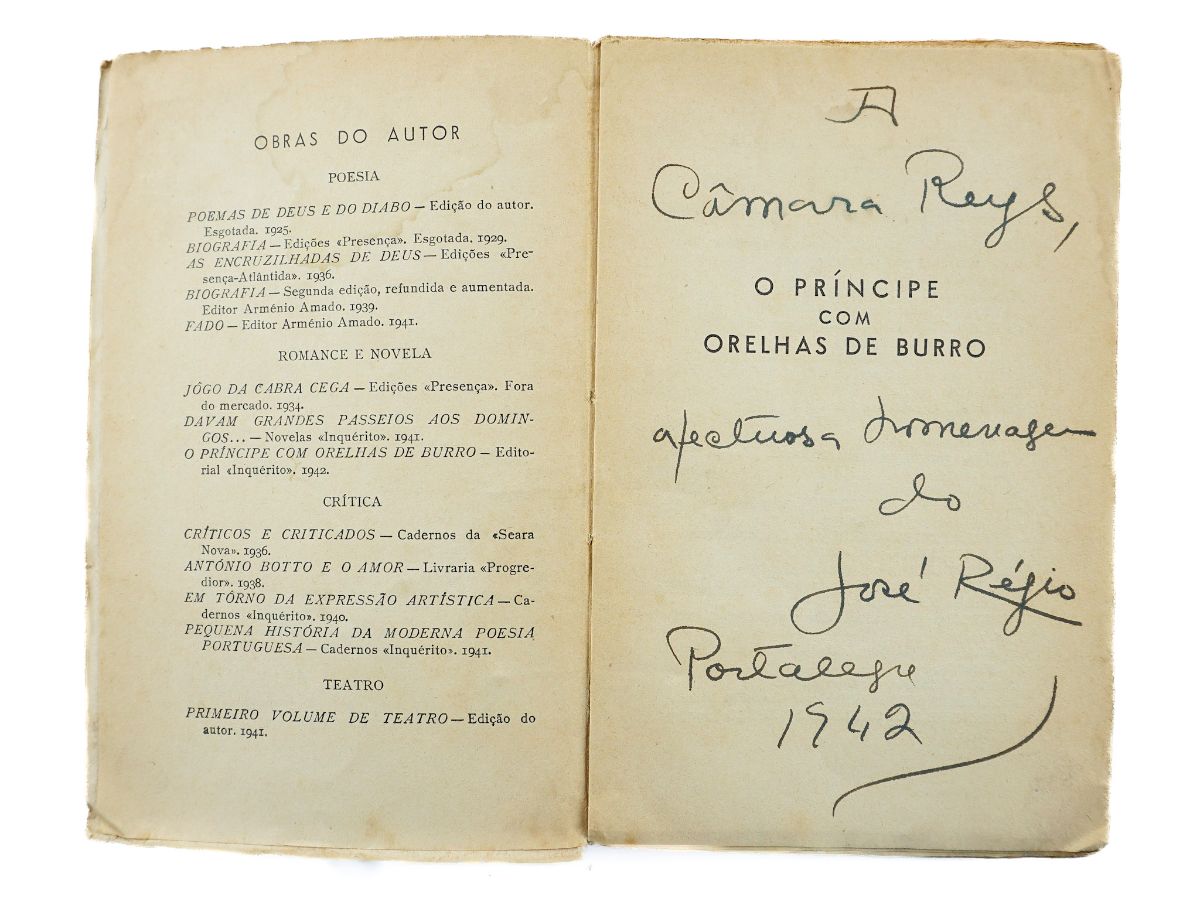 OBRAS DO AUTOR
POESIA
POEMAS DE DEUS E DO DIABO — Edição do autor.
Esgotada. 1925.
BIOGRAFIA — Edições «Presença». Esgotada. 1929.
AS ENCRUZILHADAS DE DEUS — Edições «Pre-
sença-Atlântida». 1936.
BIOGRAFIA — Segunda edição, refundida e aumentada.
Editor Arménio Amado. 1939.
FADO — Editor Arménio Amado. 1941.
ROMANCE E NOVELA
JÔGO DA CABRA CEGA — Edições «Presença». Fora
do mercado. 1934.
DAVAM GRANDES PASSEIOS AOS DOMIN-
GOS... — Novelas «Inquérito». 1941.
O PRÍNCIPE COM ORELHAS DE BURRO — Edito-
rial «Inquérito». 1942.
CRÍTICA
CRÍTICOS E CRITICADOS — Cadernos da «Seara
Nova». 1936.
ANTÓNIO BOTTO E O AMOR — Livraria «Progre-
dior». 1938.
EM TÔRNO DA EXPRESSÃO ARTÍSTICA — Ca-
dernos «Inquérito». 1940.
PEQUENA HISTÓRIA DA MODERNA POESIA
PORTUGUESA — Cadernos «Inquérito». 1941.
TEATRO
PRIMEIRO VOLUME DE TEATRO — Edição do
autor. 1941.
A
Câmara Reys,
O PRÍNCIPE
COM
ORELHAS DE BURRO
afectuosa homenagem
do
José Régio
Portalegre
1942